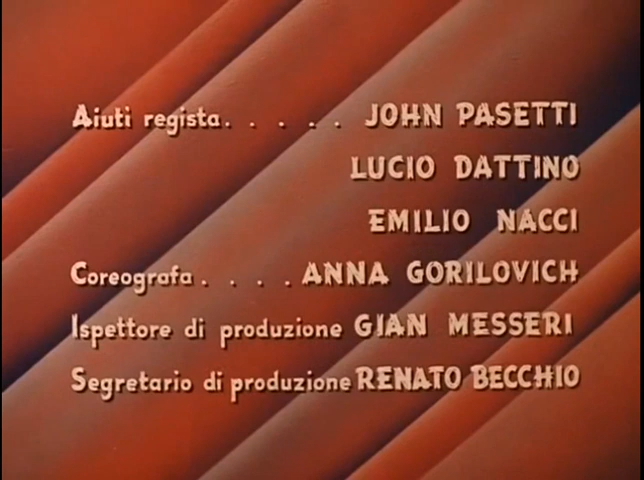 Aiuti regista. . . . . JOHN PASETTI
LUCIO DATTINO
EMILIO NACCI
Coreografa . . . . ANNA GORILOVICH
Ispettore di produzione GIAN MESSERI
Segretario di produzione RENATO BECCHIO